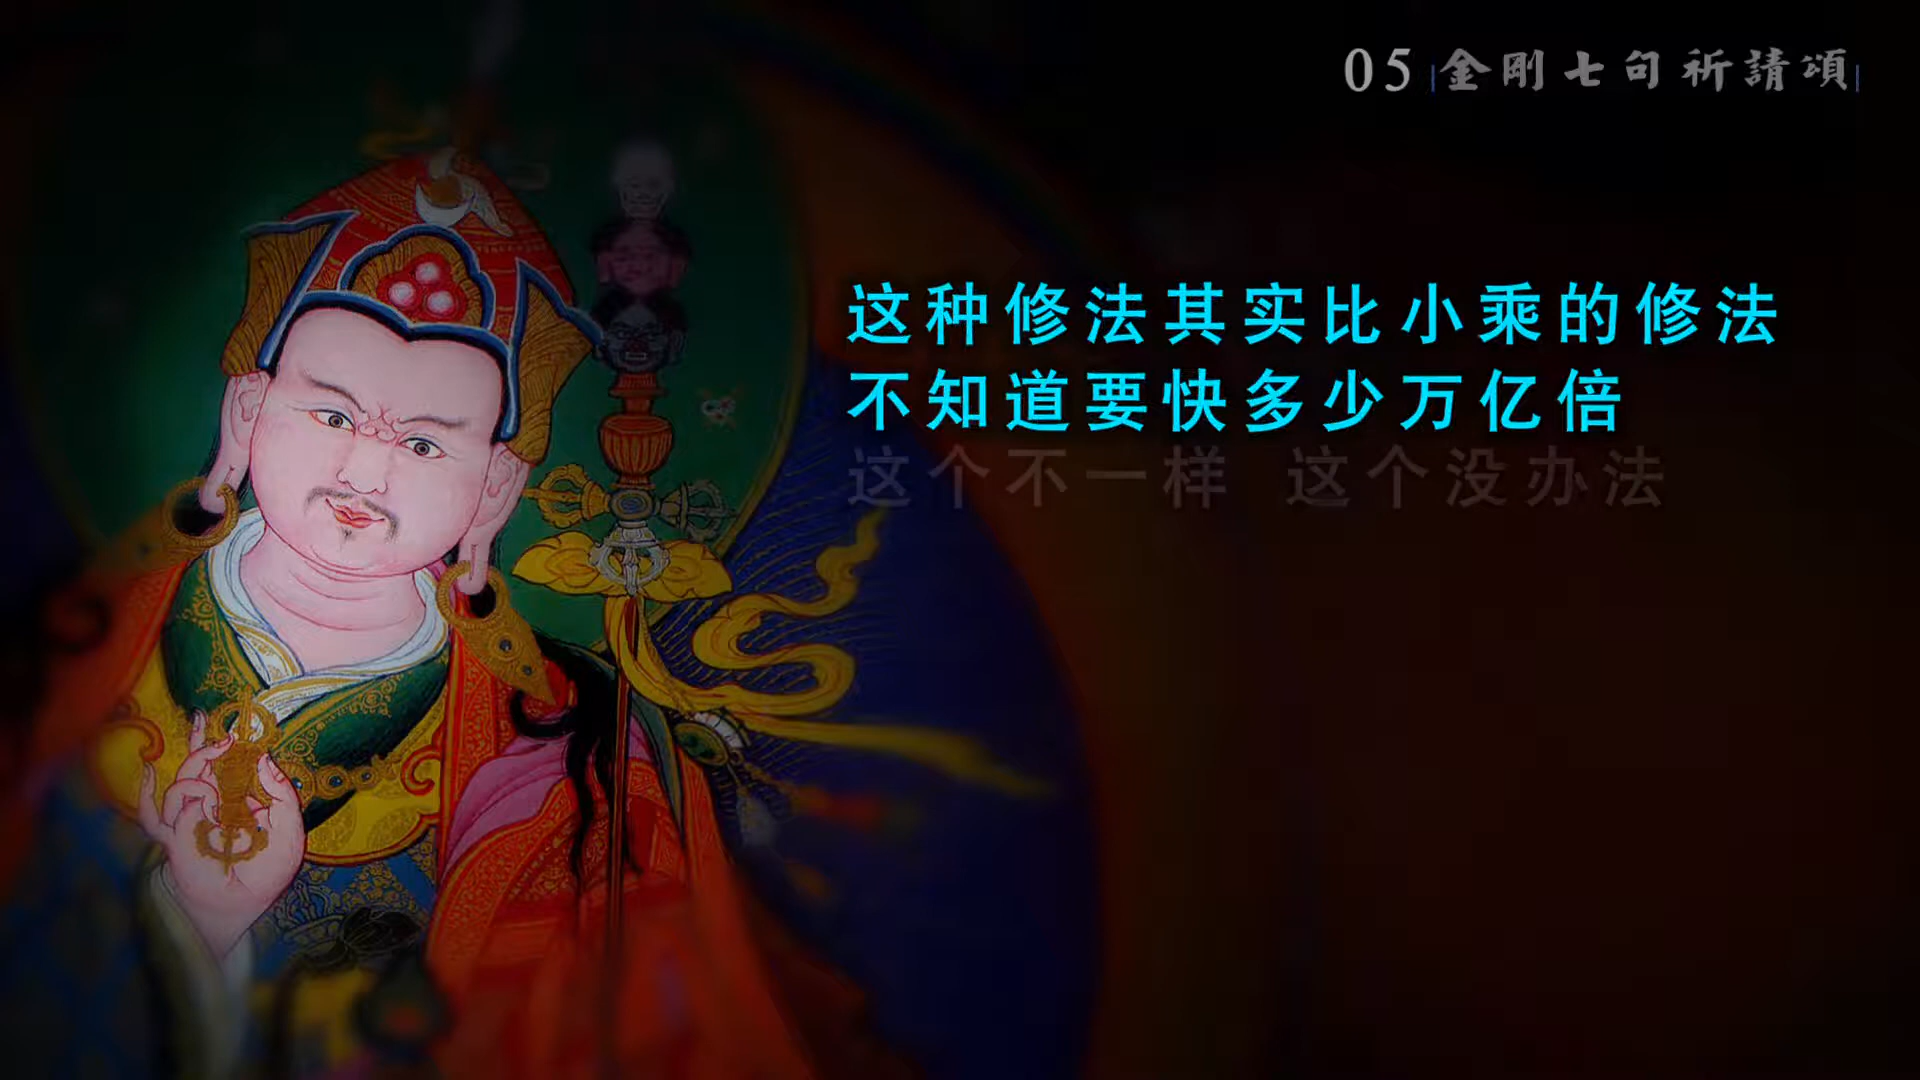 05 金剛七句祈請頌
这种修法其实比小乘的修法
不知道要快多少万亿倍
这个不一样 这个没办法